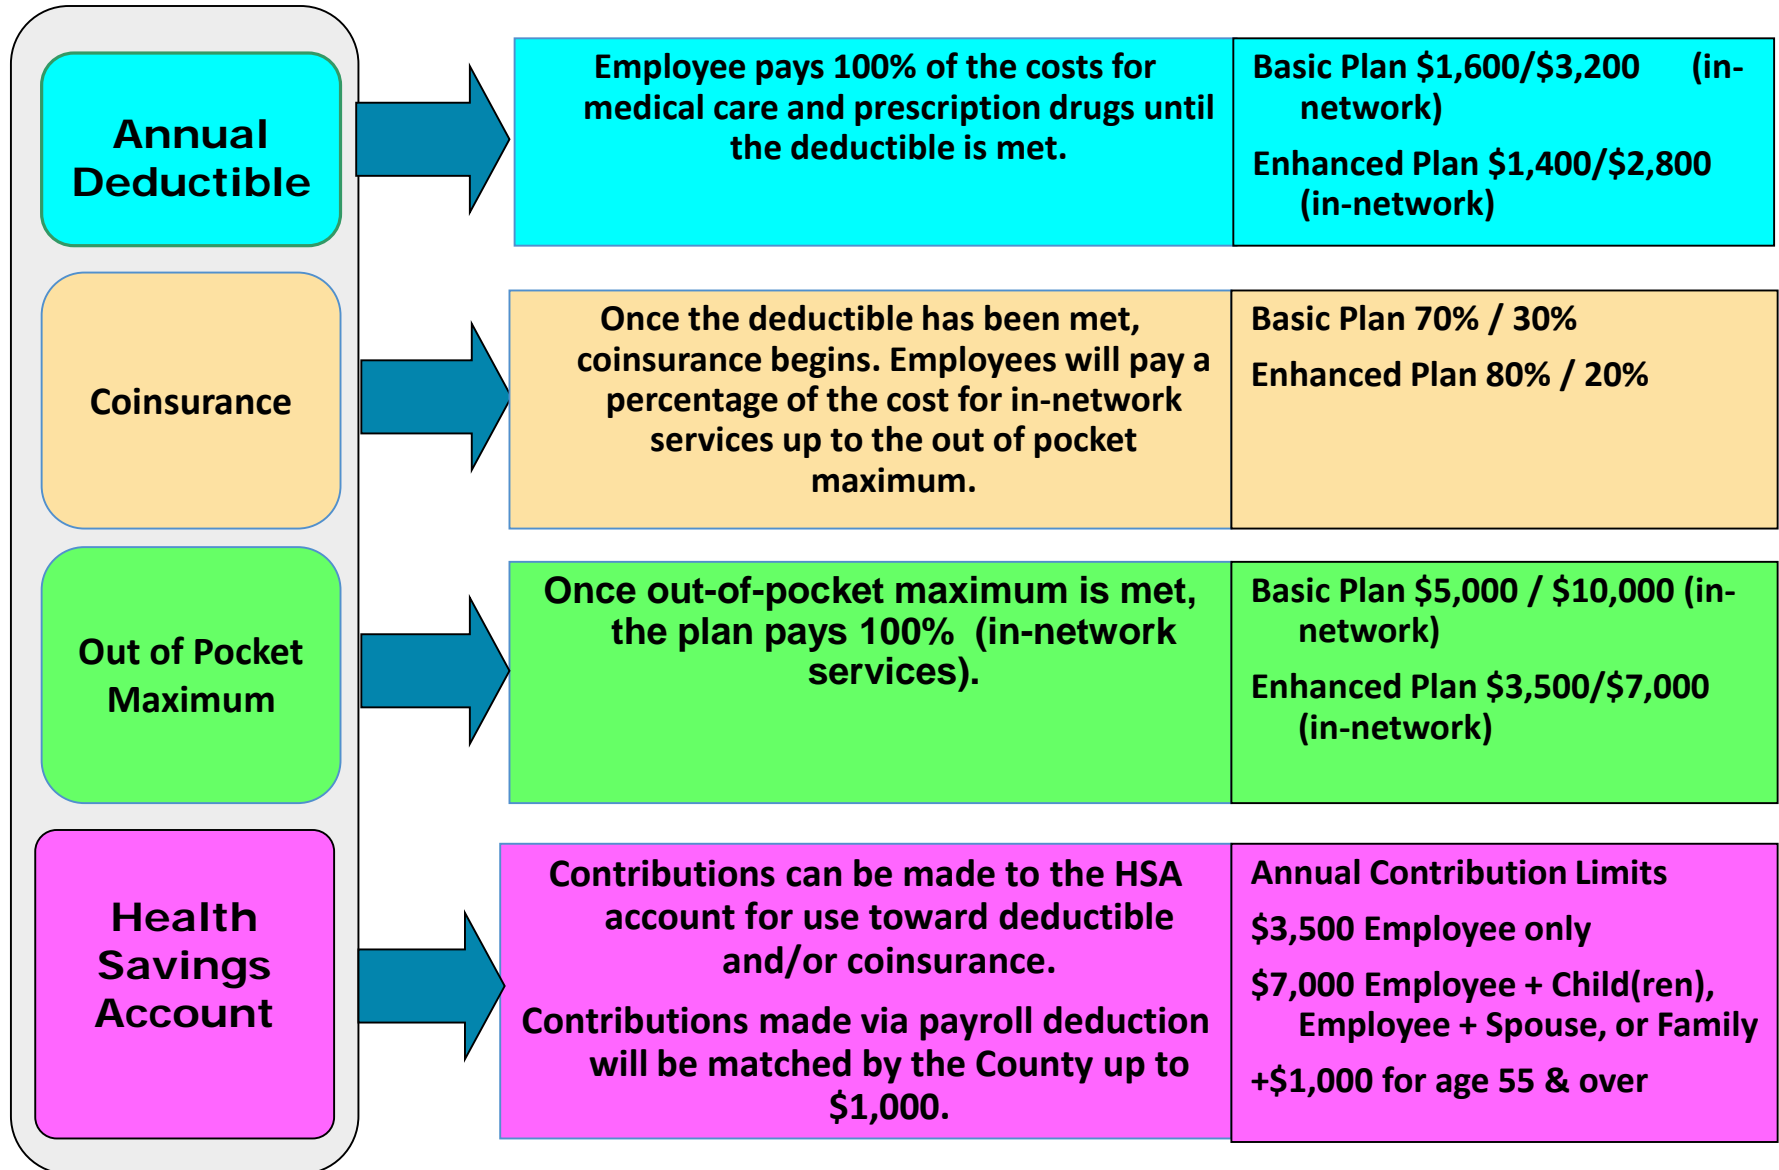 Annual
Deductible
Employee pays 100% of the costs for
medical care and prescription drugs until
the deductible is met.
Basic Plan $1,600/$3,200 (in-
network)
Enhanced Plan $1,400/$2,800
(in-network)
Coinsurance
Once the deductible has been met,
coinsurance begins. Employees will pay a
percentage of the cost for in-network
services up to the out of pocket
maximum.
Basic Plan 70% / 30%
Enhanced Plan 80% / 20%
Out of Pocket
Maximum
Once out-of-pocket maximum is met,
the plan pays 100% (in-network
services).
Basic Plan $5,000 / $10,000 (in-
network)
Enhanced Plan $3,500/$7,000
(in-network)
Health
Savings
Account
Contributions can be made to the HSA
account for use toward deductible
and/or coinsurance.
Contributions made via payroll deduction
will be matched by the County up to
$1,000.
Annual Contribution Limits
$3,500 Employee only
$7,000 Employee + Child(ren),
Employee + Spouse, or Family
+$1,000 for age 55 & over